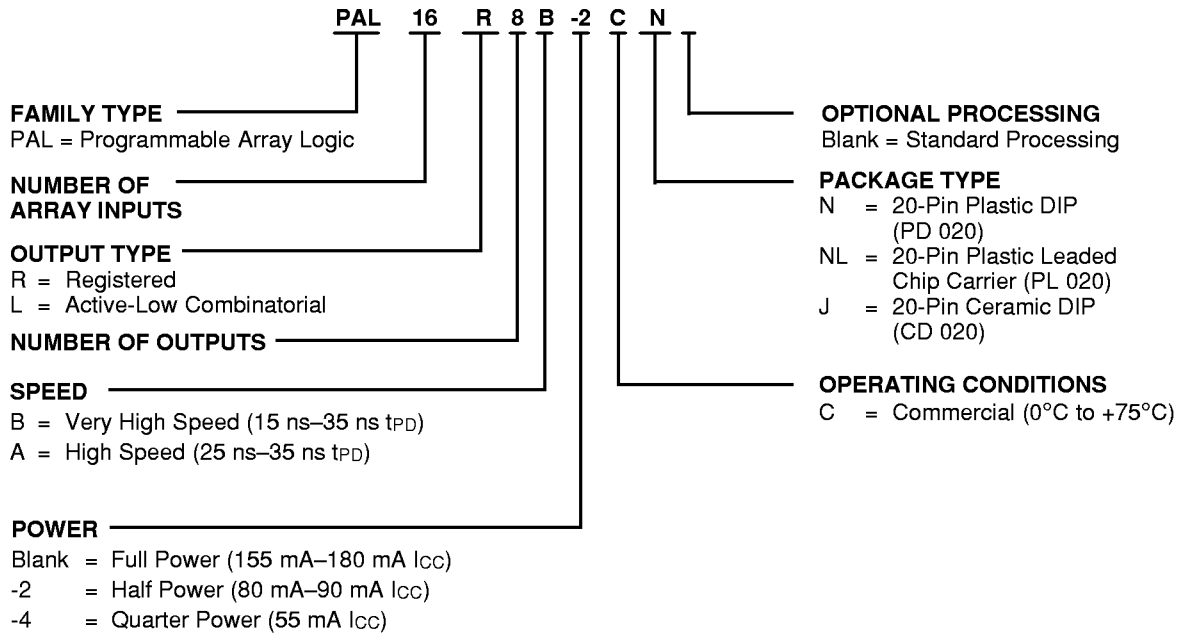 PAL 16 R 8 B -2 C N
FAMILY TYPE
PAL = Programmable Array Logic
NUMBER OF
ARRAY INPUTS
OUTPUT TYPE
R = Registered
L = Active-Low Combinatorial
NUMBER OF OUTPUTS
SPEED
B = Very High Speed (15 ns–35 ns tPD)
A = High Speed (25 ns–35 ns tPD)
POWER
Blank = Full Power (155 mA–180 mA ICC)
-2 = Half Power (80 mA–90 mA ICC)
-4 = Quarter Power (55 mA ICC)
OPTIONAL PROCESSING
Blank = Standard Processing
PACKAGE TYPE
N = 20-Pin Plastic DIP
(PD 020)
NL = 20-Pin Plastic Leaded
Chip Carrier (PL 020)
J = 20-Pin Ceramic DIP
(CD 020)
OPERATING CONDITIONS
C = Commercial (0°C to +75°C)